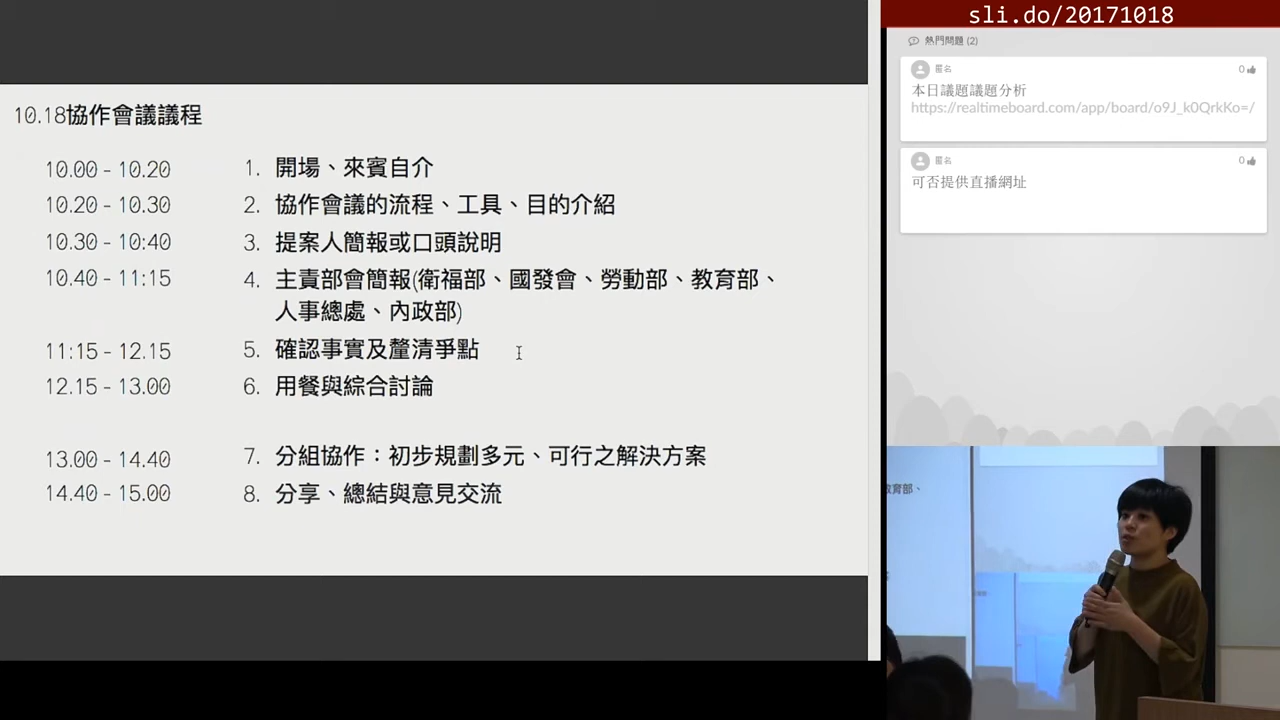 10.18協作會議議程
10.00 - 10.20 1. 開場、來賓自介
10.20 - 10.30 2. 協作會議的流程、工具、目的介紹
10.30 - 10:40 3. 提案人簡報或口頭說明
10.40 - 11:15 4. 主責部會簡報(衛福部、國發會、勞動部、教育部、
人事總處、內政部)
11:15 - 12.15 5. 確認事實及釐清爭點
12.15 - 13.00 6. 用餐與綜合討論
13.00 - 14.40 7. 分組協作：初步規劃多元、可行之解決方案
14.40 - 15.00 8. 分享、總結與意見交流
sli.do/20171018
熱門問題 (2)
匿名 0
本日議題議題分析
https://realtimeboard.com/app/board/o9J_k0QrkKo=/
匿名 0
可否提供直播網址
教育部、